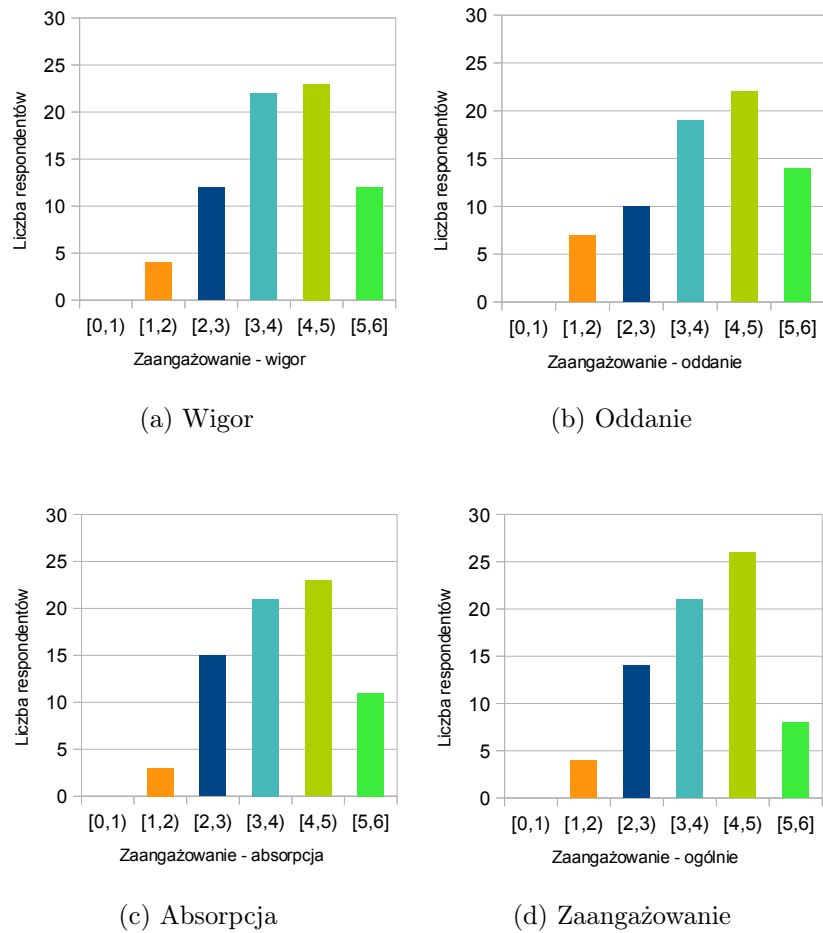 30
25
20
15
10
5
0
Liczba respondentów
[0,1) [1,2) [2,3) [3,4) [4,5) [5,6]
Zaangażowanie - wigor
(a) Wigor
30
25
20
15
10
5
0
Liczba respondentów
[0,1) [1,2) [2,3) [3,4) [4,5) [5,6]
Zaangażowanie - oddanie
(b) Oddanie
30
25
20
15
10
5
0
Liczba respondentów
[0,1) [1,2) [2,3) [3,4) [4,5) [5,6]
Zaangażowanie - absorpcja
(c) Absorpcja
30
25
20
15
10
5
0
Liczba respondentów
[0,1) [1,2) [2,3) [3,4) [4,5) [5,6]
Zaangażowanie - ogólnie
(d) Zaangażowanie